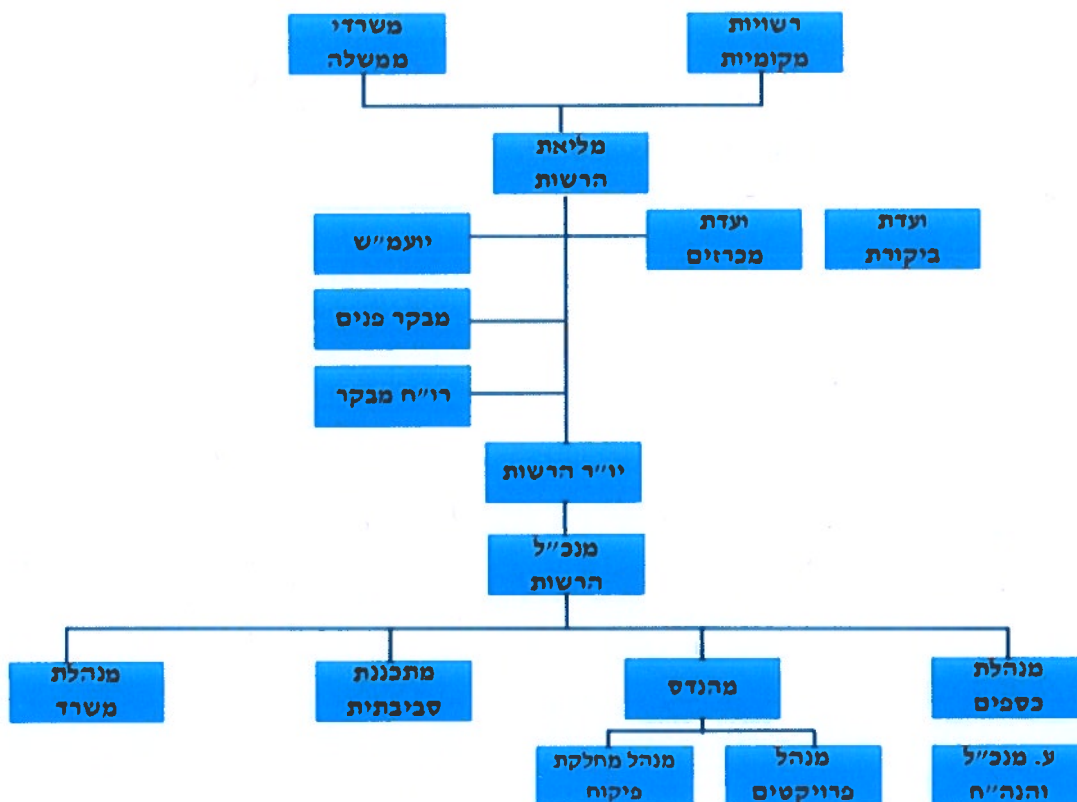 רשויות
מקומיות
משרדי
ממשלה
מליאת
הרשות
ועדת
ביקורת
ועדת
מכרזים
יועמ"ש
מבקר פנים
רו"ח מבקר
יו"ר הרשות
מנכ"ל
הרשות
מנהלת
כספים
מהנדס
מתכננת
סביבתית
מנהלת
משרד
ע. מנכ"ל
והנה"ח
מנהל
פרויקטים
מנהל מחלקת
פיקוח